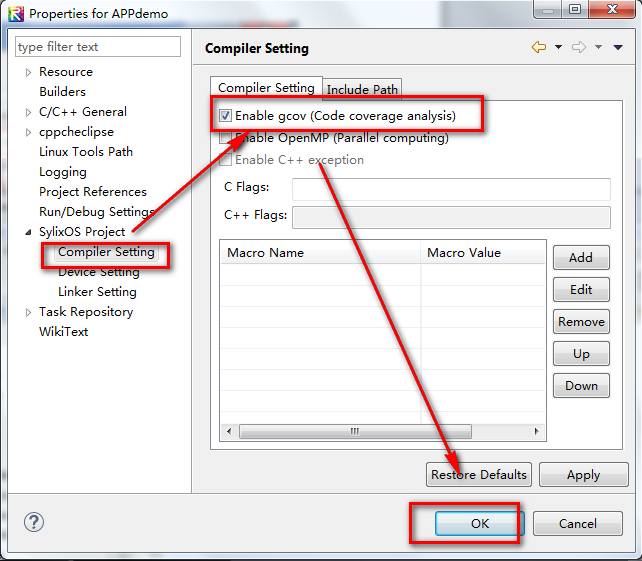 Properties for APPdemo
type filter text
Resource
Builders
C/C++ General
cppcheclipse
Linux Tools Path
Logging
Project References
Run/Debug Settings
SylixOS Project
Compiler Setting
Device Setting
Linker Setting
Task Repository
WikiText
Compiler Setting
Compiler Setting Include Path
Enable gcov (Code coverage analysis)
Enable OpenMP (Parallel computing)
Enable C++ exception
C Flags:
C++ Flags:
Macro Name Macro Value
Add
Edit
Remove
Up
Down
Restore Defaults Apply
OK Cancel